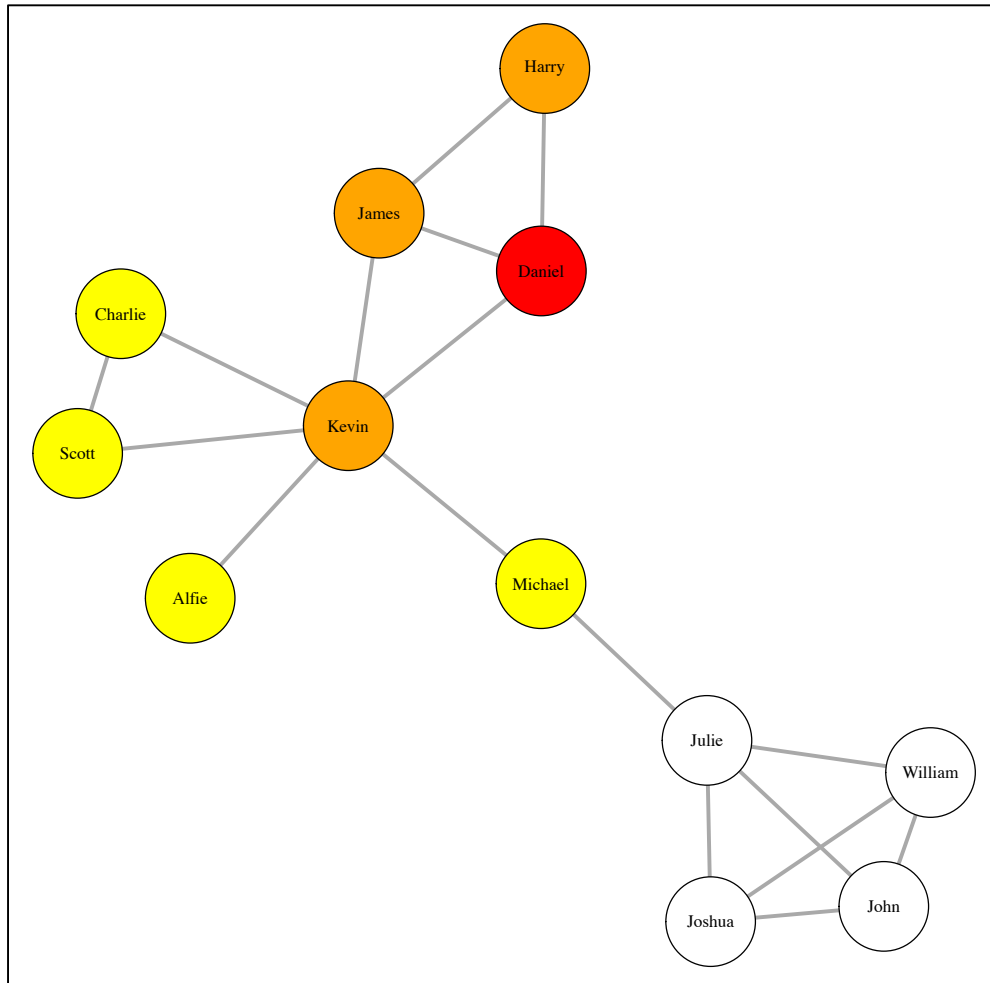 Harry
James
Daniel
Charlie
Kevin
Scott
Michael
Alfie
Julie
William
John
Joshua